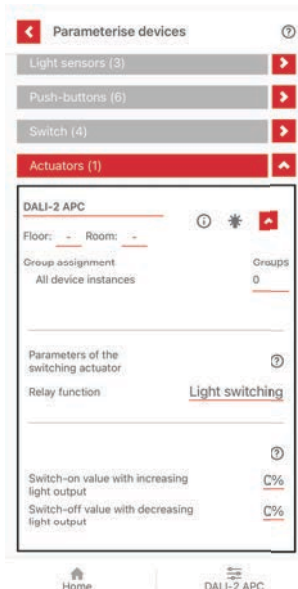 Parameterise devices
Light sensors (3)
Push-buttons (6)
Switch (4)
Actuators (1)
DALI-2 APC
Floor: - Room: -
Group assignment Groups
All device instances 0
Parameters of the
switching actuator
Relay function Light switching
Switch-on value with increasing
light output C%
Switch-off value with decreasing
light output C%
Home DALI-2 APC